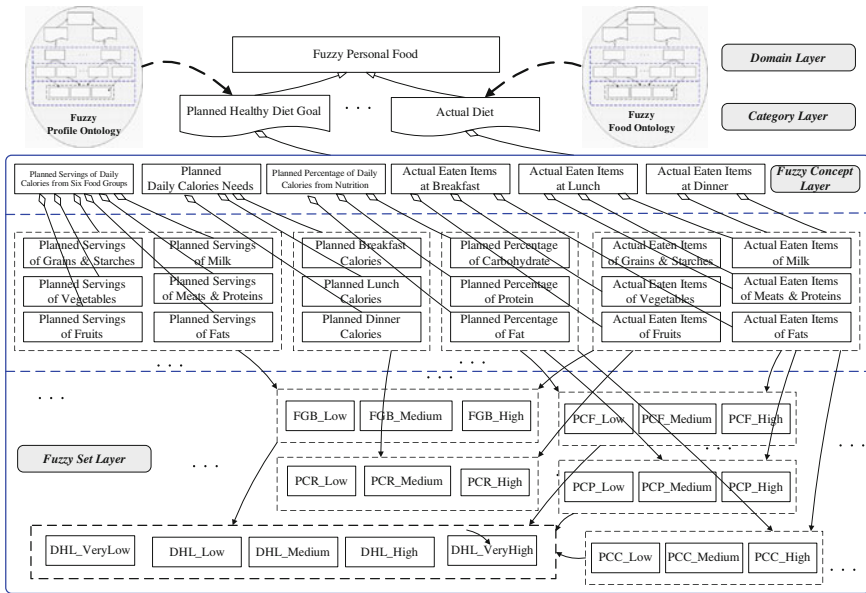 Fuzzy Personal Food
Domain Layer
Fuzzy
Profile Ontology
Planned Healthy Diet Goal
. . .
Actual Diet
Fuzzy
Food Ontology
Category Layer
Planned Servings of Daily
Calories from Six Food Groups
Planned
Daily Calories Needs
Planned Percentage of Daily
Calories from Nutrition
Actual Eaten Items
at Breakfast
Actual Eaten Items
at Lunch
Actual Eaten Items
at Dinner
Fuzzy Concept
Layer
Planned Servings
of Grains & Starches
Planned Servings
of Milk
Planned Breakfast
Calories
Planned Percentage
of Carbohydrate
Actual Eaten Items
of Grains & Starches
Actual Eaten Items
of Milk
Planned Servings
of Vegetables
Planned Servings
of Meats & Proteins
Planned Lunch
Calories
Planned Percentage
of Protein
Actual Eaten Items
of Vegetables
Actual Eaten Items
of Meats & Proteins
Planned Servings
of Fruits
Planned Servings
of Fats
Planned Dinner
Calories
Planned Percentage
of Fat
Actual Eaten Items
of Fruits
Actual Eaten Items
of Fats
. . .
. . .
. . .
. . .
. . .
FGB_Low
FGB_Medium
FGB_High
PCF_Low
PCF_Medium
PCF_High
. . .
. . .
Fuzzy Set Layer
. . .
PCR_Low
PCR_Medium
PCR_High
PCP_Low
PCP_Medium
PCP_High
. . .
DHL_VeryLow
DHL_Low
DHL_Medium
DHL_High
DHL_VeryHigh
PCC_Low
PCC_Medium
PCC_High
. . .